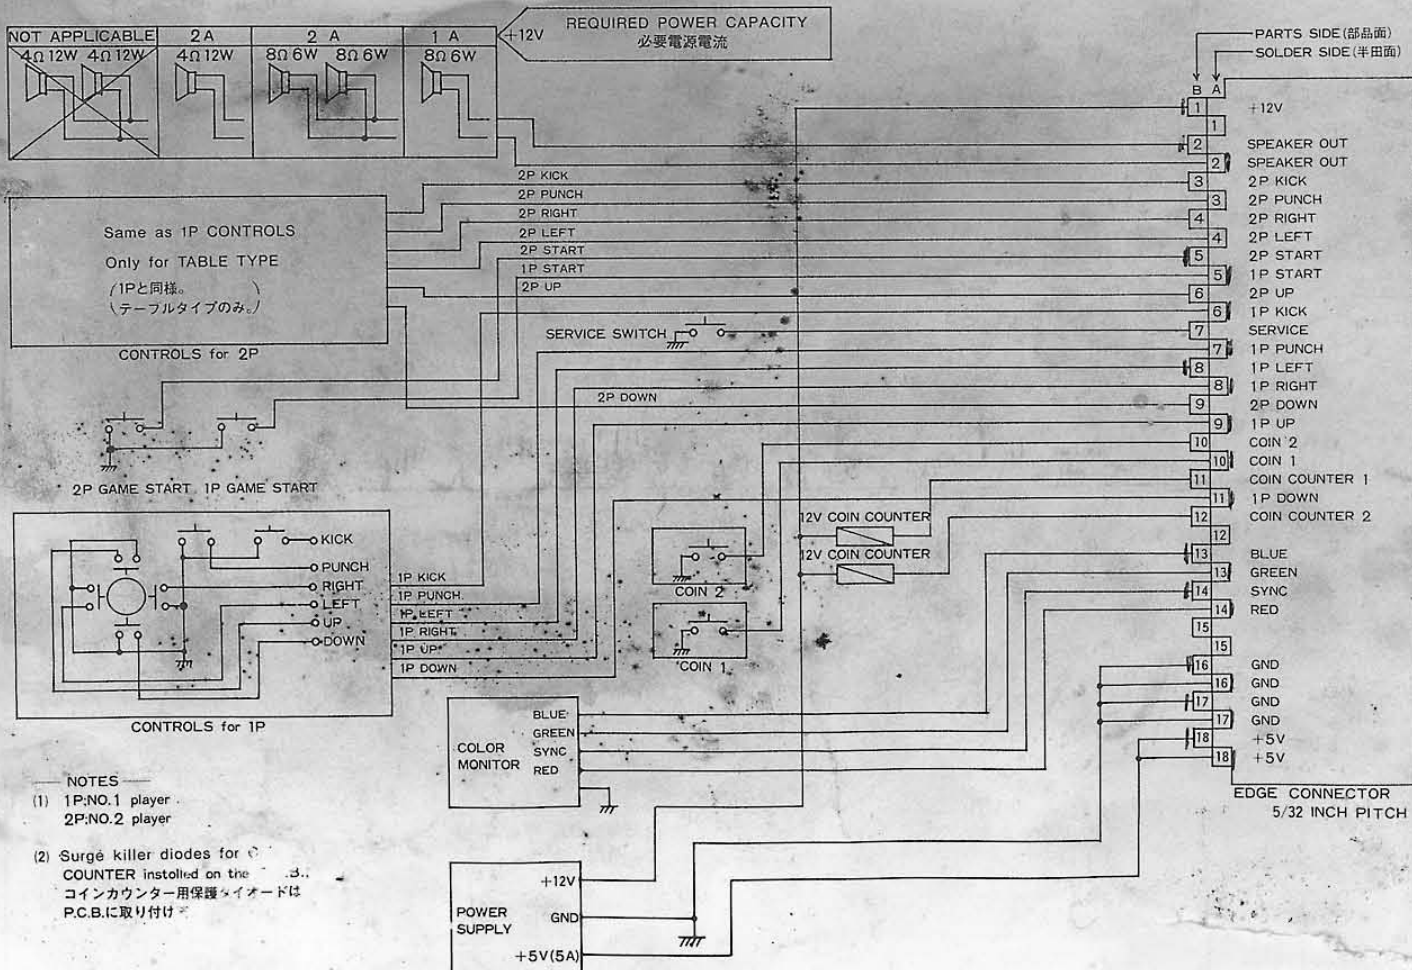 NOT APPLICABLE
2 A
2 A
1 A
4Ω 12W 4Ω 12W
4Ω 12W
8Ω 6W 8Ω 6W
8Ω 6W
+12V
REQUIRED POWER CAPACITY
必要電源電流
PARTS SIDE(部品面)
SOLDER SIDE(半田面)
B A
1 +12V
1
2 SPEAKER OUT
2 SPEAKER OUT
3 2P KICK
3 2P PUNCH
4 2P RIGHT
4 2P LEFT
5 2P START
5 1P START
6 2P UP
6 1P KICK
7 SERVICE
7 1P PUNCH
8 1P LEFT
8 1P RIGHT
9 2P DOWN
9 1P UP
10 COIN 2
10 COIN 1
11 COIN COUNTER 1
11 1P DOWN
12 COIN COUNTER 2
12
13 BLUE
13 GREEN
14 SYNC
14 RED
15
15
16 GND
16 GND
17 GND
17 GND
18 +5V
18 +5V
EDGE CONNECTOR
5/32 INCH PITCH
2P KICK
2P PUNCH
2P RIGHT
2P LEFT
2P START
1P START
2P UP
Same as 1P CONTROLS
Only for TABLE TYPE
(1Pと同様。
テーブルタイプのみ。)
CONTROLS for 2P
SERVICE SWITCH
2P DOWN
2P GAME START
1P GAME START
KICK
PUNCH
RIGHT
LEFT
UP
DOWN
1P KICK
1P PUNCH
1P LEFT
1P RIGHT
1P UP
1P DOWN
CONTROLS for 1P
12V COIN COUNTER
12V COIN COUNTER
COIN 2
COIN 1
COLOR
MONITOR
BLUE
GREEN
SYNC
RED
POWER
SUPPLY
+12V
GND
+5V(5A)
NOTES
(1) 1P:NO.1 player
2P:NO.2 player
(2) Surge killer diodes for
COUNTER instolled on the
コインカウンター用保護ダイオードは
P.C.B.に取り付け